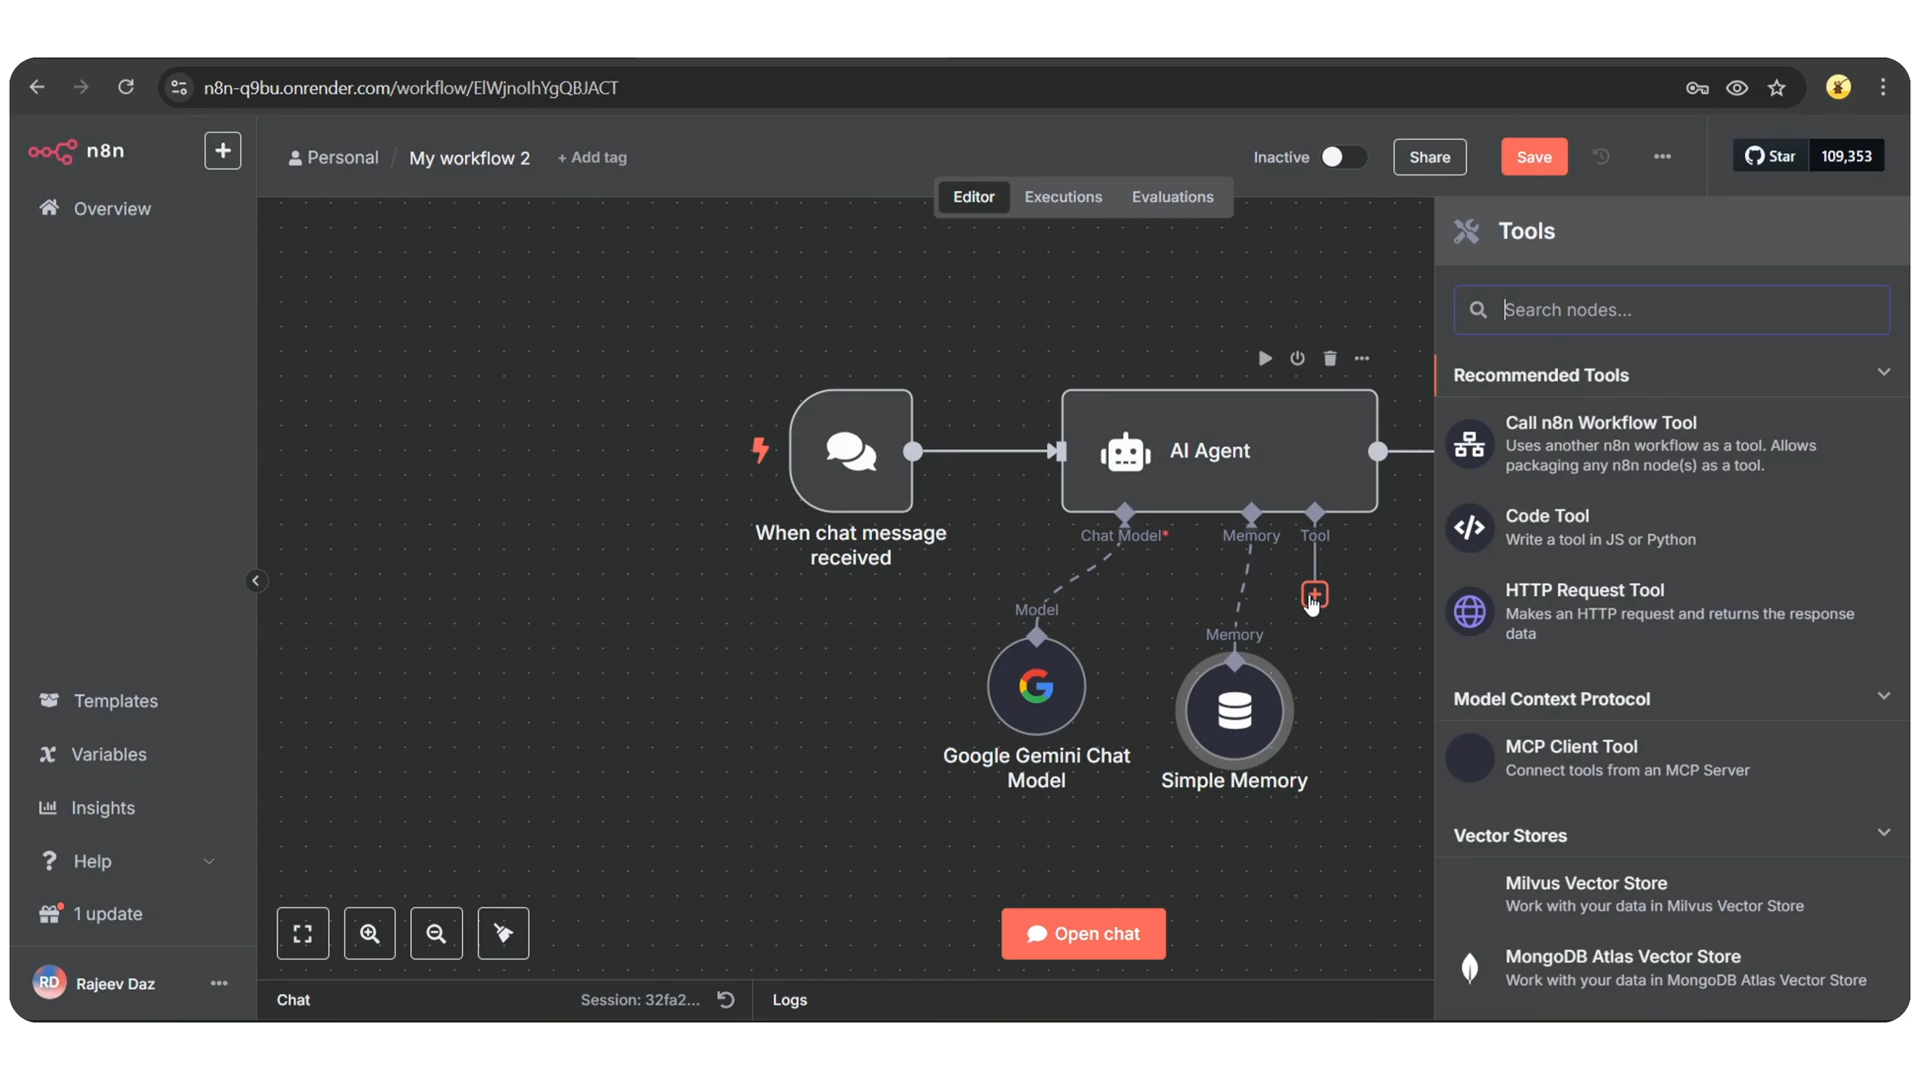 n8n-q9bu.onrender.com/workflow/ElWjnolhYgQBJACT
n8n
Personal / My workflow 2 + Add tag
Inactive
Share
Save
Star 109,353
Overview
Editor Executions Evaluations
Tools
Search nodes...
Recommended Tools
Call n8n Workflow Tool
Uses another n8n workflow as a tool. Allows
packaging any n8n node(s) as a tool.
Code Tool
Write a tool in JS or Python
HTTP Request Tool
Makes an HTTP request and returns the response
data
Model Context Protocol
MCP Client Tool
Connect tools from an MCP Server
Vector Stores
Milvus Vector Store
Work with your data in Milvus Vector Store
MongoDB Atlas Vector Store
Work with your data in MongoDB Atlas Vector Store
AI Agent
When chat message
received
Chat Model*
Memory
Tool
Model
Memory
Google Gemini Chat
Model
Simple Memory
Templates
Variables
Insights
Help
1 update
Open chat
RD
Rajeev Daz
Chat
Session: 32fa2...
Logs